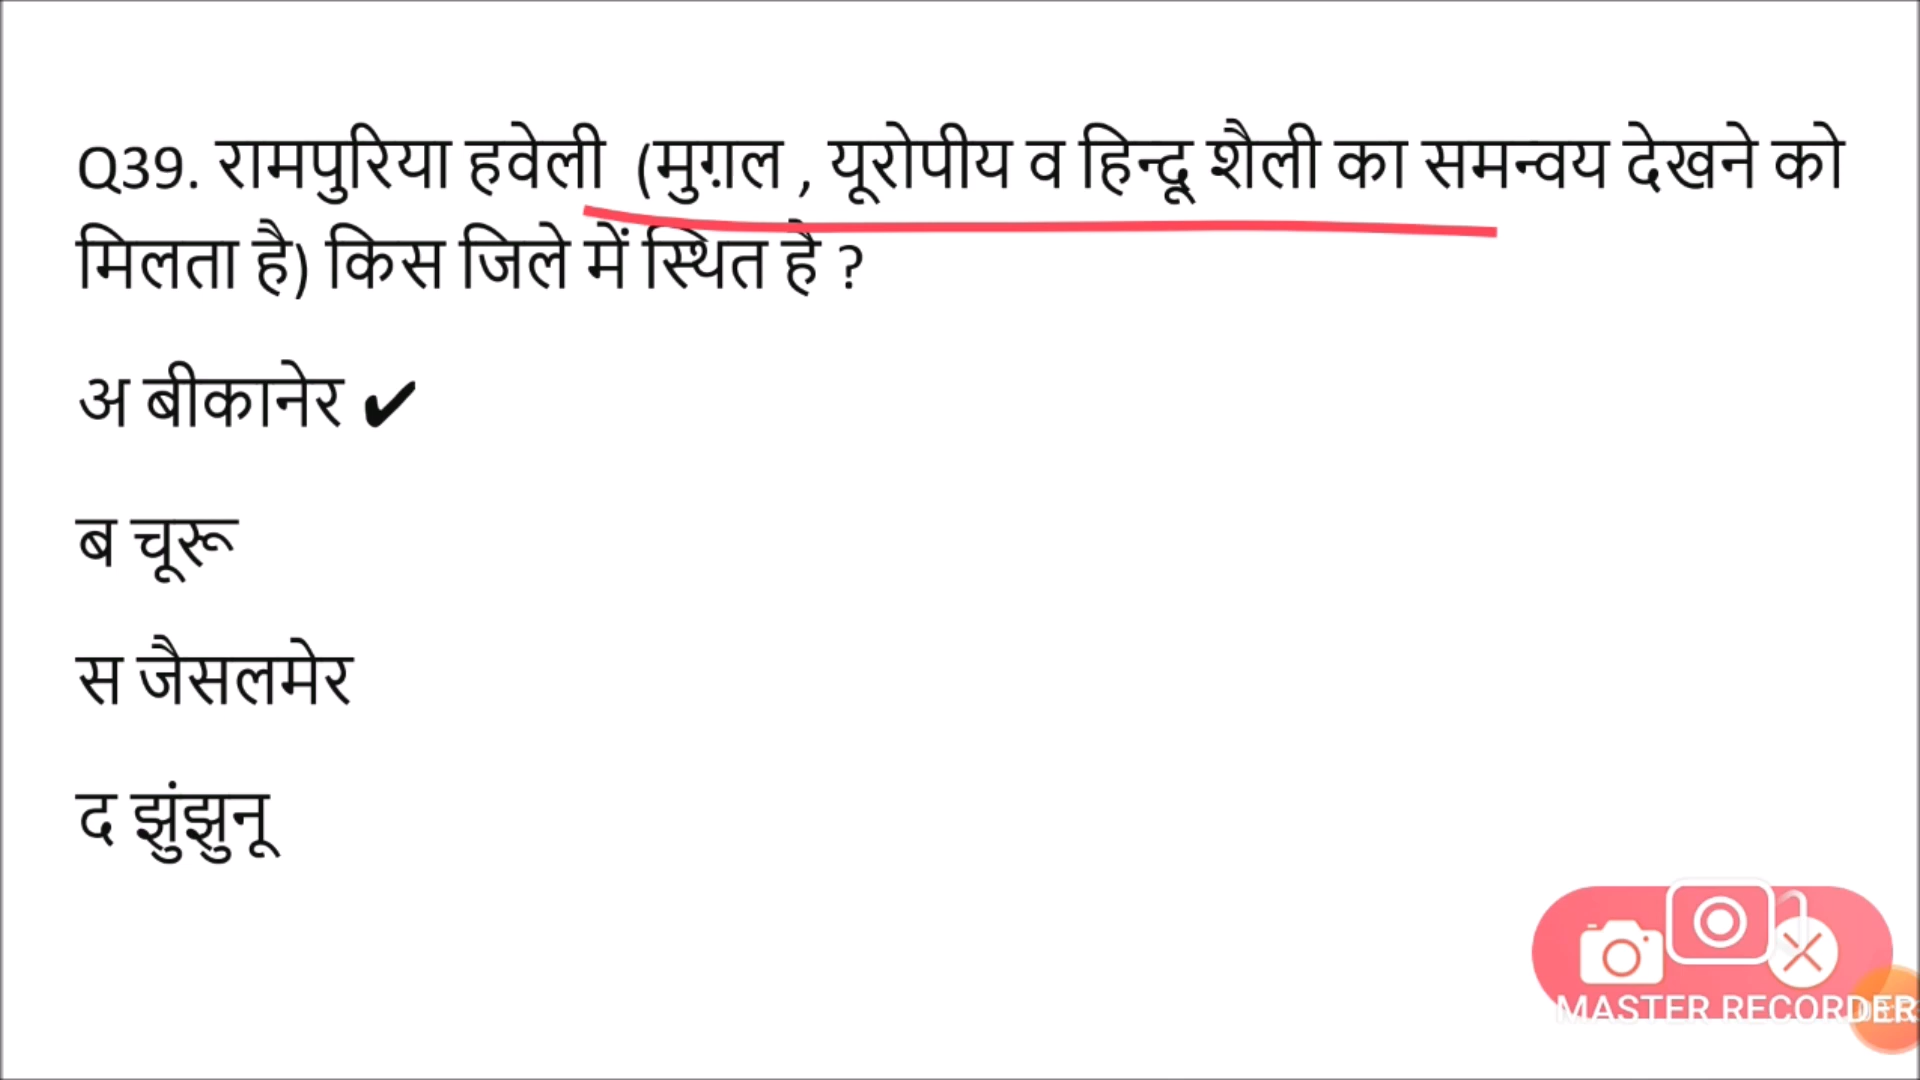 Q39. रामपुरिया हवेली (मुग़ल , यूरोपीय व हिन्दू शैली का समन्वय देखने को
मिलता है) किस जिले में स्थित है ?
अ बीकानेर ✔
ब चूरू
स जैसलमेर
द झुंझुनू
MASTER RECORDER